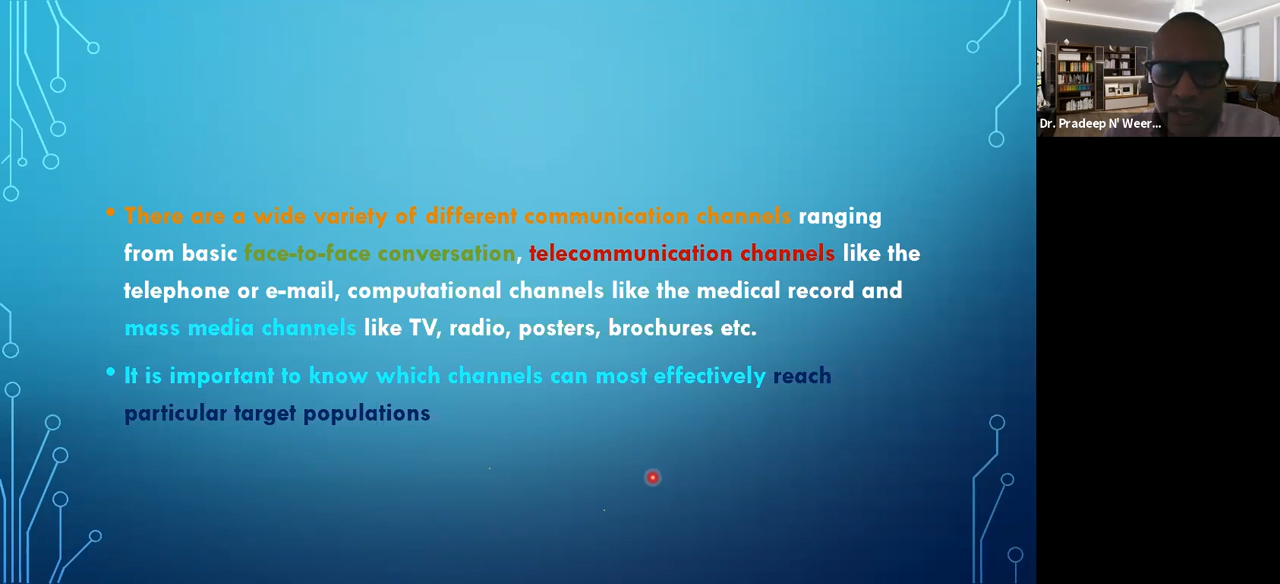 • There are a wide variety of different communication channels ranging
from basic face-to-face conversation, telecommunication channels like the
telephone or e-mail, computational channels like the medical record and
mass media channels like TV, radio, posters, brochures etc.
• It is important to know which channels can most effectively reach
particular target populations
Dr. Pradeep N' Weer...